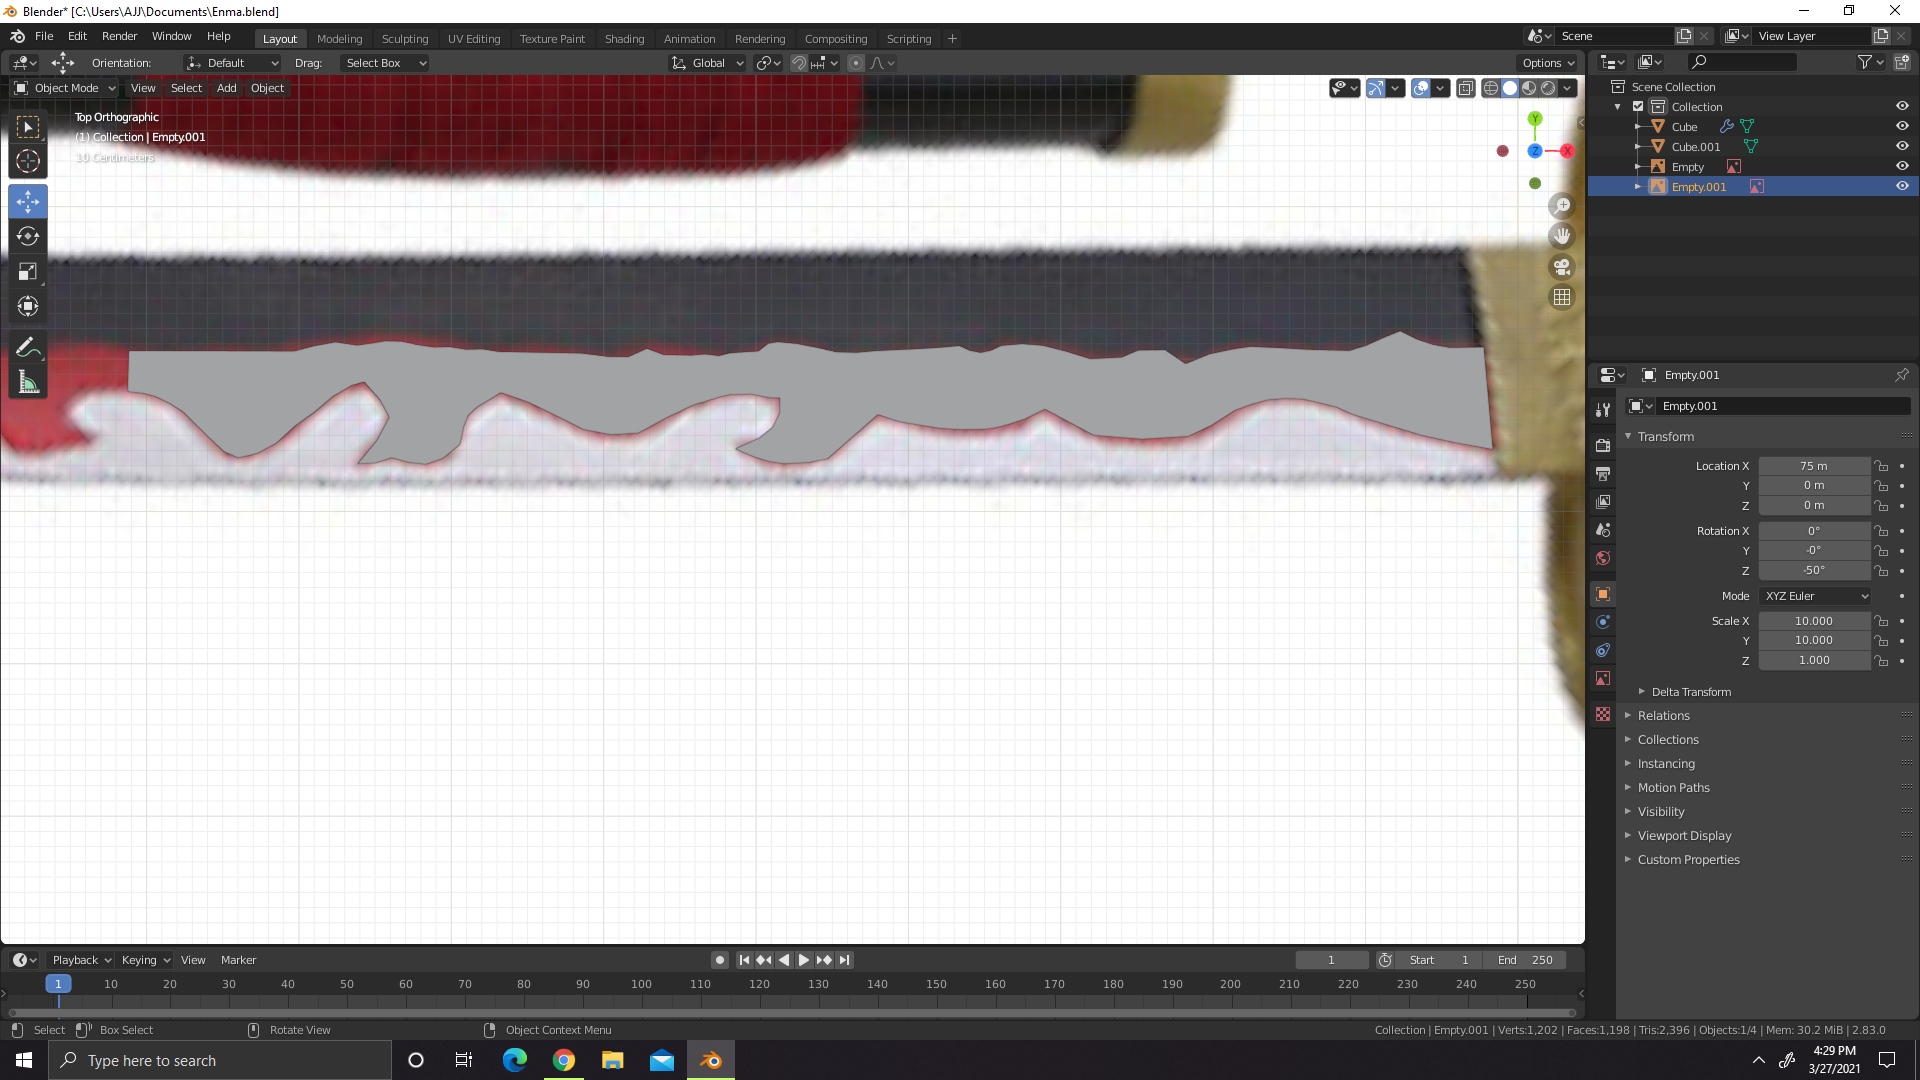 Blender* [C:\Users\AJJ\Documents\Enma.blend]
File Edit Render Window Help Layout Modeling Sculpting UV Editing Texture Paint Shading Animation Rendering Compositing Scripting + Scene View Layer
Orientation: Default Drag: Select Box Global Options
Object Mode View Select Add Object
Top Orthographic
(1) Collection | Empty.001
10 Centimeters
Y
Z X
Scene Collection
Collection
Cube
Cube.001
Empty
Empty.001
Empty.001
Empty.001
Transform
Location X 75 m
Y 0 m
Z 0 m
Rotation X 0°
Y -0°
Z -50°
Mode XYZ Euler
Scale X 10.000
Y 10.000
Z 1.000
Delta Transform
Relations
Collections
Instancing
Motion Paths
Visibility
Viewport Display
Custom Properties
Playback Keying View Marker 1 Start 1 End 250
1 10 20 30 40 50 60 70 80 90 100 110 120 130 140 150 160 170 180 190 200 210 220 230 240 250
Select Box Select Rotate View Object Context Menu Collection | Empty.001 | Verts:1,202 | Faces:1,198 | Tris:2,396 | Objects:1/4 | Mem: 30.2 MiB | 2.83.0
Type here to search
4:29 PM
3/27/2021